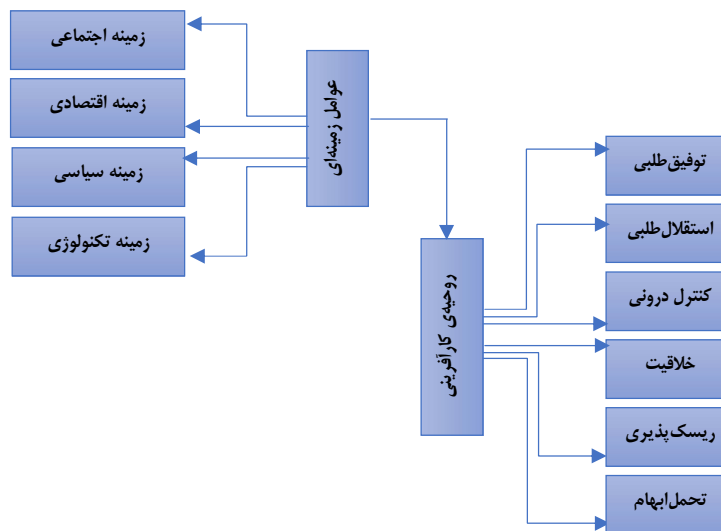 زمینه اجتماعی
زمینه اقتصادی
زمینه سیاسی
زمینه تکنولوژی
عوامل زمینه‌ای
روحیه‌ی کارآفرینی
توفیق‌طلبی
استقلال‌طلبی
کنترل درونی
خلاقیت
ریسک‌پذیری
تحمل‌ابهام